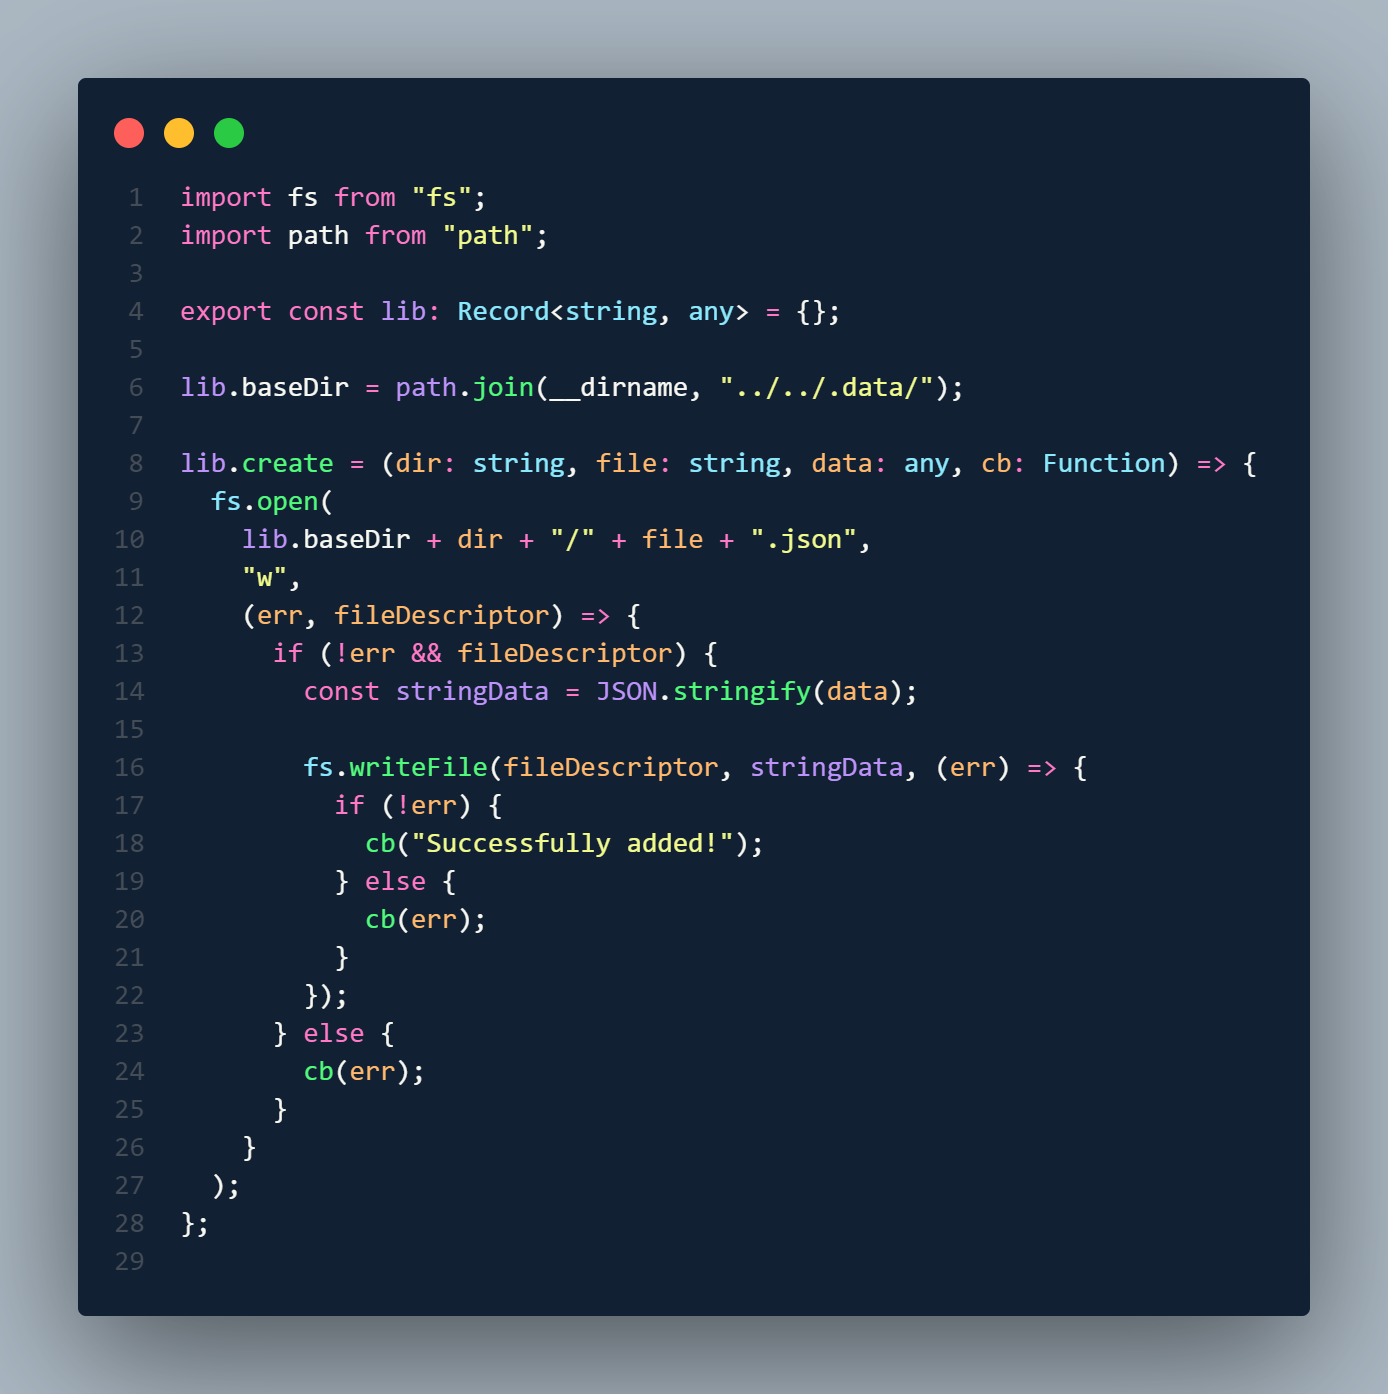 1 import fs from "fs";
2 import path from "path";
3
4 export const lib: Record<string, any> = {};
5
6 lib.baseDir = path.join(__dirname, "../../.data/");
7
8 lib.create = (dir: string, file: string, data: any, cb: Function) => {
9   fs.open(
10     lib.baseDir + dir + "/" + file + ".json",
11     "w",
12     (err, fileDescriptor) => {
13       if (!err && fileDescriptor) {
14         const stringData = JSON.stringify(data);
15
16         fs.writeFile(fileDescriptor, stringData, (err) => {
17           if (!err) {
18             cb("Successfully added!");
19           } else {
20             cb(err);
21           }
22         });
23       } else {
24         cb(err);
25       }
26     }
27   );
28 };
29